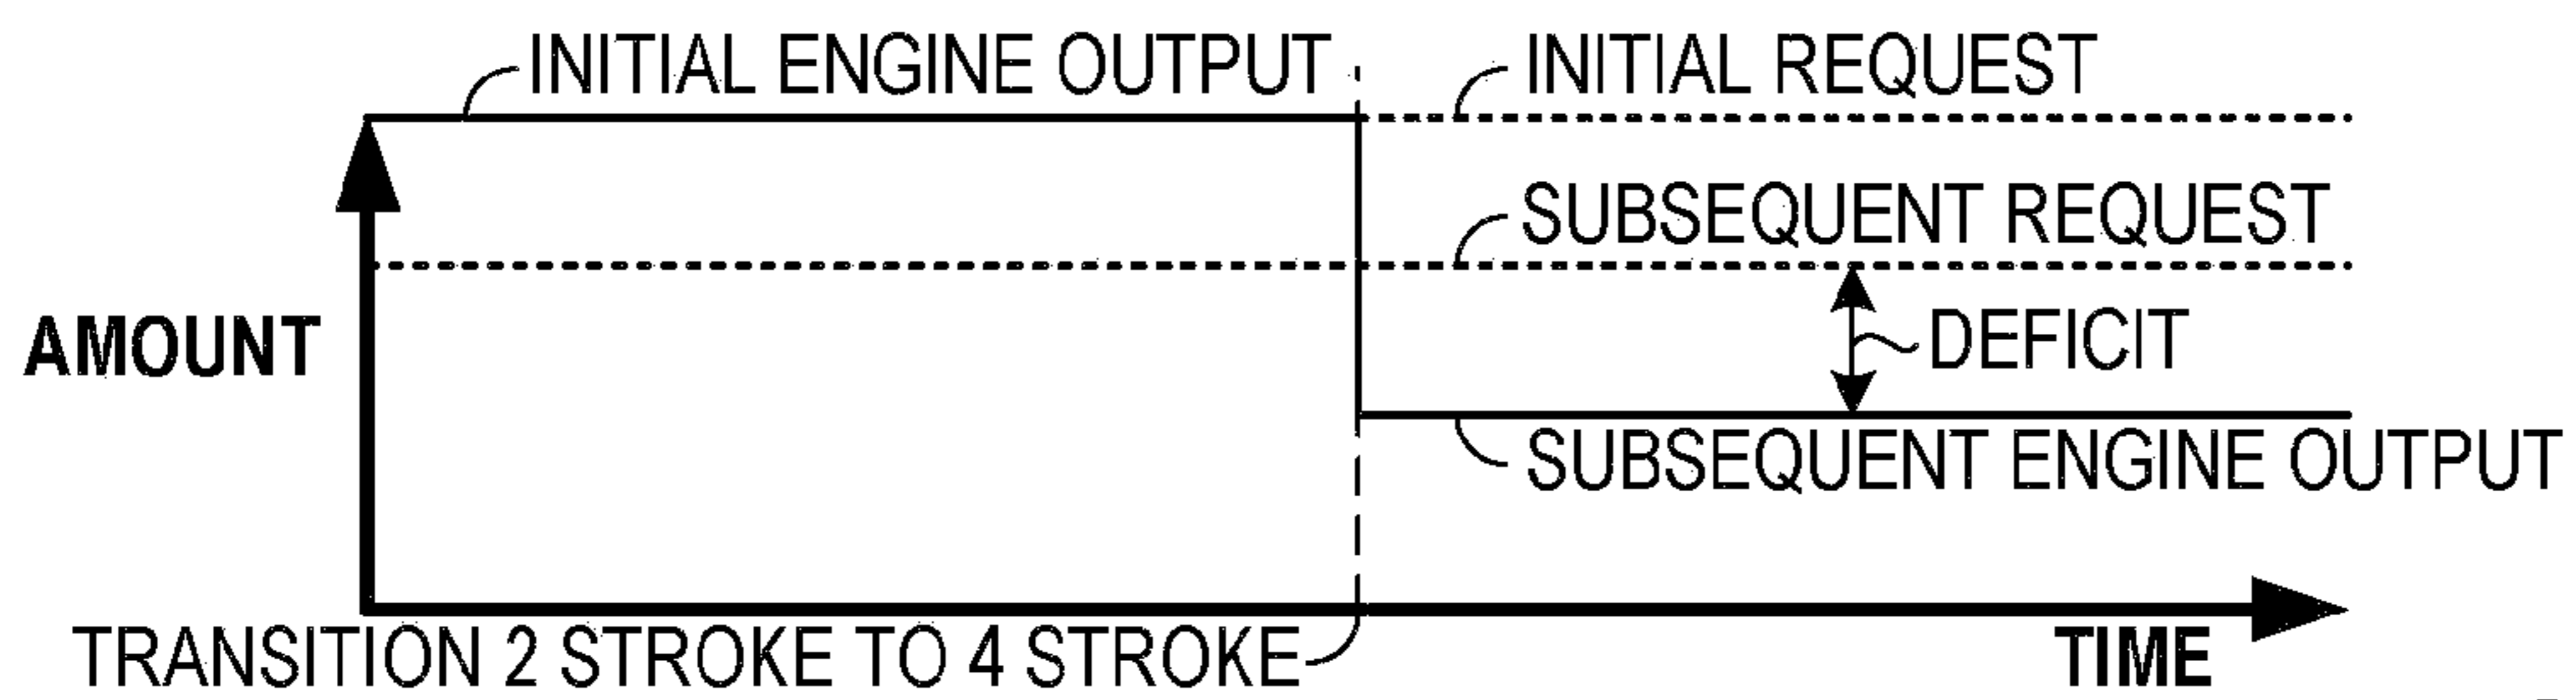 INITIAL ENGINE OUTPUT
INITIAL REQUEST
SUBSEQUENT REQUEST
AMOUNT
DEFICIT
SUBSEQUENT ENGINE OUTPUT
TRANSITION 2 STROKE TO 4 STROKE
TIME